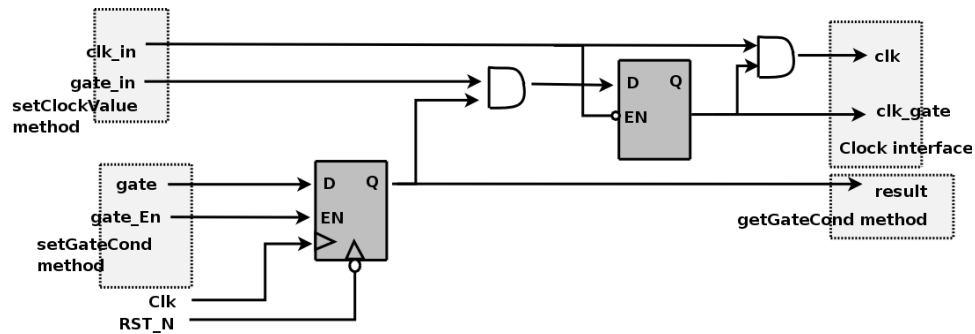 clk_in
gate_in
setClockValue
method
D
Q
EN
clk
clk_gate
Clock interface
gate
gate_En
setGateCond
method
D
Q
EN
result
getGateCond method
Clk
RST_N